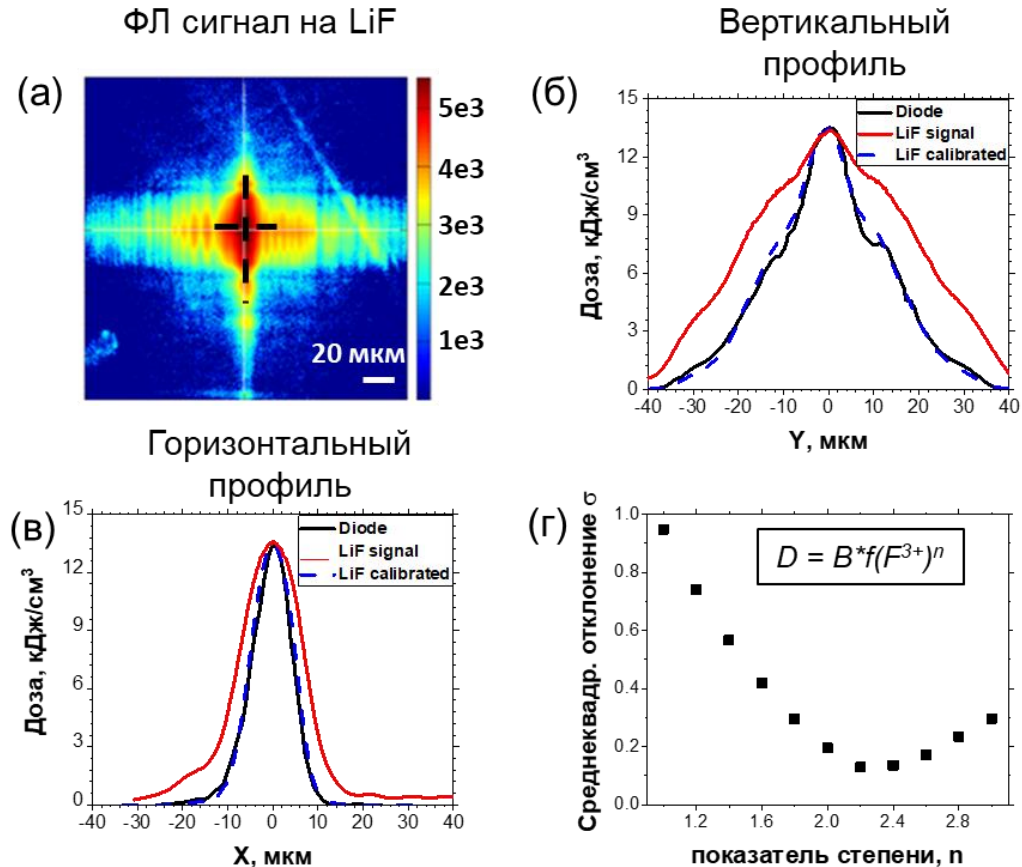 ФЛ сигнал на LiF
(а)
5e3
4e3
3e3
2e3
1e3
20 мкм
Вертикальный
профиль
(б)
Доза, кДж/см³
15
12
9
6
3
0
Diode
LiF signal
LiF calibrated
-40 -30 -20 -10 0 10 20 30 40
Y, мкм
Горизонтальный
профиль
(в)
Доза, кДж/см³
15
12
9
6
3
0
Diode
LiF signal
LiF calibrated
-40 -30 -20 -10 0 10 20 30 40
X, мкм
(г)
Среднеквадр. отклонение σ
1.0
0.8
0.6
0.4
0.2
0.0
D = B*f(F³⁺)ⁿ
1.2 1.6 2.0 2.4 2.8
показатель степени, n